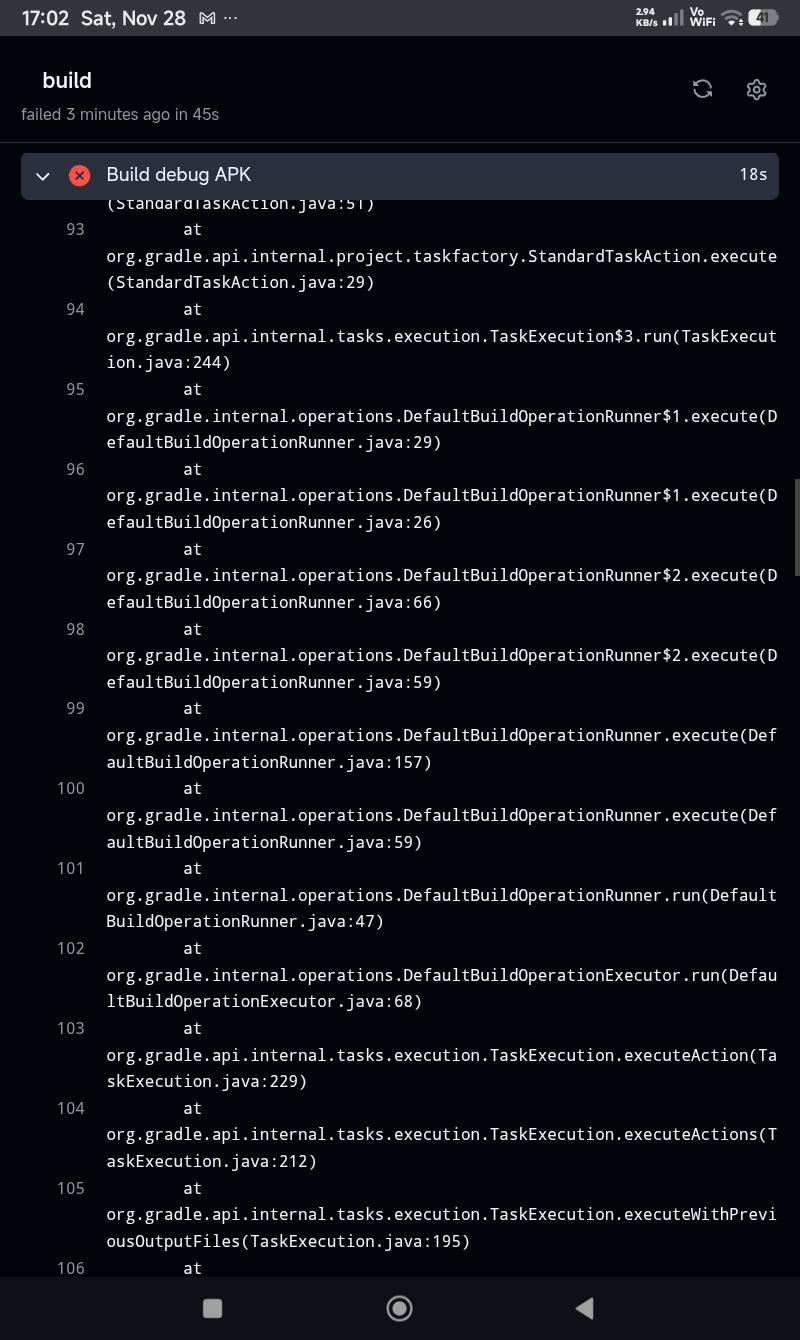 17:02 Sat, Nov 28 M ···
2.94 KB/s Vo WiFi 41
build
failed 3 minutes ago in 45s
Build debug APK 18s
(StandardTaskAction.java:51)
93 at
org.gradle.api.internal.project.taskfactory.StandardTaskAction.execute
(StandardTaskAction.java:29)
94 at
org.gradle.api.internal.tasks.execution.TaskExecution$3.run(TaskExecut
ion.java:244)
95 at
org.gradle.internal.operations.DefaultBuildOperationRunner$1.execute(D
efaultBuildOperationRunner.java:29)
96 at
org.gradle.internal.operations.DefaultBuildOperationRunner$1.execute(D
efaultBuildOperationRunner.java:26)
97 at
org.gradle.internal.operations.DefaultBuildOperationRunner$2.execute(D
efaultBuildOperationRunner.java:66)
98 at
org.gradle.internal.operations.DefaultBuildOperationRunner$2.execute(D
efaultBuildOperationRunner.java:59)
99 at
org.gradle.internal.operations.DefaultBuildOperationRunner.execute(Def
aultBuildOperationRunner.java:157)
100 at
org.gradle.internal.operations.DefaultBuildOperationRunner.execute(Def
aultBuildOperationRunner.java:59)
101 at
org.gradle.internal.operations.DefaultBuildOperationRunner.run(Default
BuildOperationRunner.java:47)
102 at
org.gradle.internal.operations.DefaultBuildOperationExecutor.run(Defau
ltBuildOperationExecutor.java:68)
103 at
org.gradle.api.internal.tasks.execution.TaskExecution.executeAction(Ta
skExecution.java:229)
104 at
org.gradle.api.internal.tasks.execution.TaskExecution.executeActions(T
askExecution.java:212)
105 at
org.gradle.api.internal.tasks.execution.TaskExecution.executeWithPrevi
ousOutputFiles(TaskExecution.java:195)
106 at